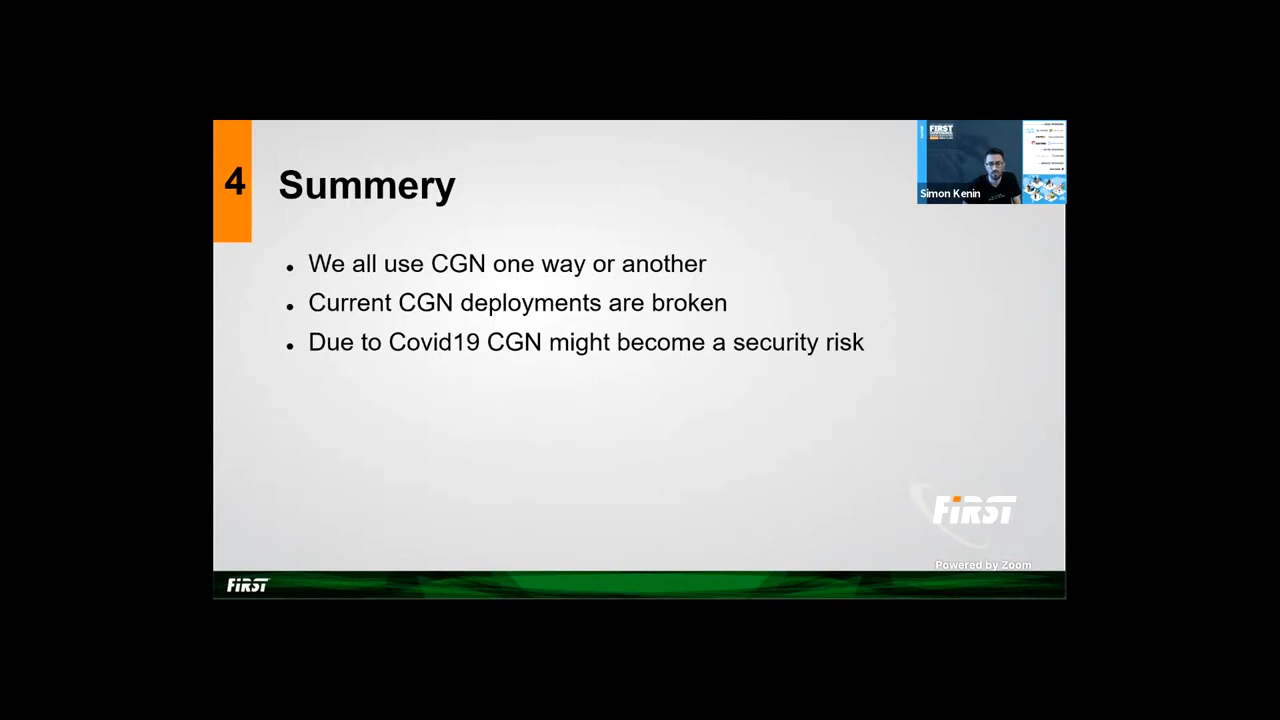 4
Summery
FIRST
Simon Kenin
We all use CGN one way or another
Current CGN deployments are broken
Due to Covid19 CGN might become a security risk
FiRST
Powered by Zoom
FiRST